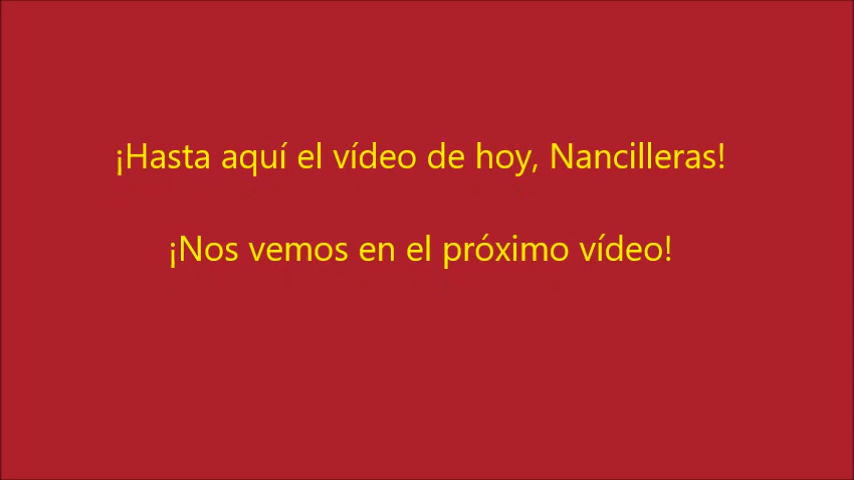 ¡Hasta aquí el vídeo de hoy, Nancilleras!
¡Nos vemos en el próximo vídeo!